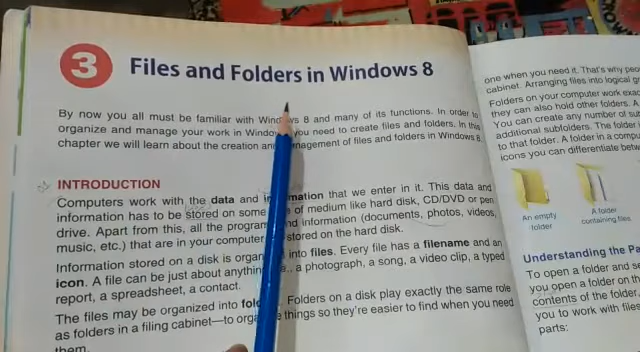 3
Files and Folders in Windows 8
By now you all must be familiar with Windows 8 and many of its functions. In order to
organize and manage your work in Windows you need to create files and folders. In this
chapter we will learn about the creation and management of files and folders in Windows 8.
INTRODUCTION
Computers work with the data and information that we enter in it. This data and
information has to be stored on some of medium like hard disk, CD/DVD or pen
drive. Apart from this, all the program and information (documents, photos, videos,
music, etc.) that are in your computer stored on the hard disk.
Information stored on a disk is organ into files. Every file has a filename and an
icon. A file can be just about anything a photograph, a song, a video clip, a typed
report, a spreadsheet, a contact.
The files may be organized into fol Folders on a disk play exactly the same role
as folders in a filing cabinet—to orga things so they're easier to find when you need
them.
one when you need it. That's why peo
cabinet. Arranging files into logical gr
Folders on your computer work exac
they can also hold other folders. A
You can create any number of su
additional subfolders. The folder
to that folder. A folder in a compu
icons you can differentiate betw
An empty
folder
A folder
containing files
Understanding the Pa
To open a folder and se
you open a folder on th
contents of the folder,
you to work with files
parts: